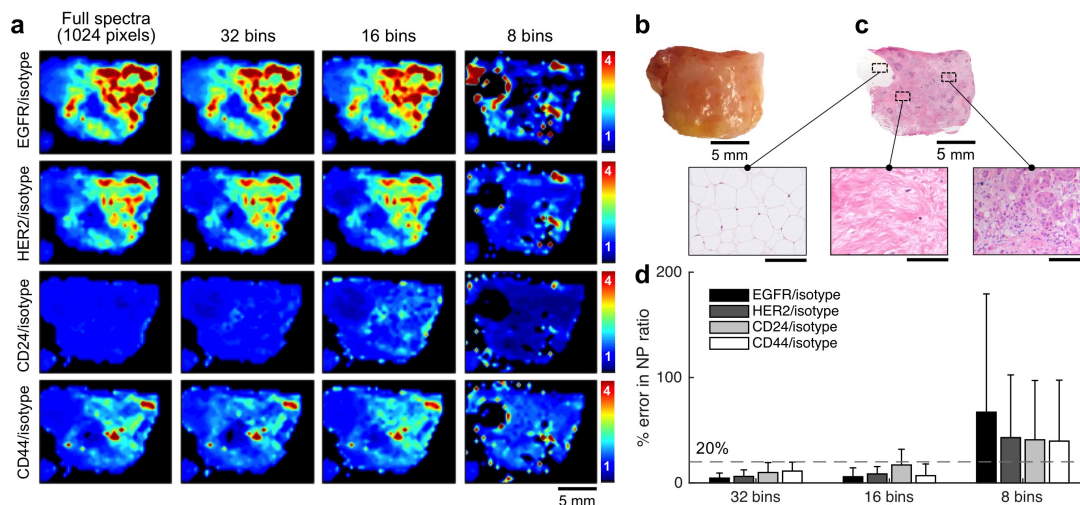 a
Full spectra
(1024 pixels)
32 bins
16 bins
8 bins
EGFR/isotype
4
1
HER2/isotype
4
1
CD24/isotype
4
1
CD44/isotype
4
1
5 mm
b
5 mm
c
5 mm
d
200
100
0
% error in NP ratio
EGFR/isotype
HER2/isotype
CD24/isotype
CD44/isotype
20%
32 bins
16 bins
8 bins